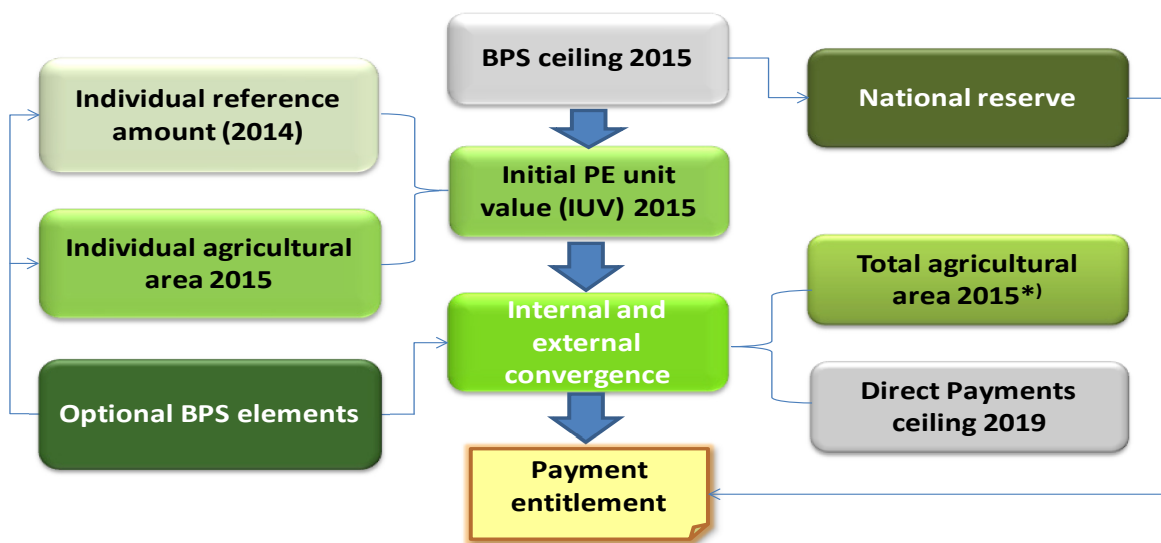 BPS ceiling 2015
National reserve
Individual reference
amount (2014)
Initial PE unit
value (IUV) 2015
Individual agricultural
area 2015
Total agricultural
area 2015*)
Internal and
external
convergence
Optional BPS elements
Direct Payments
ceiling 2019
Payment
entitlement